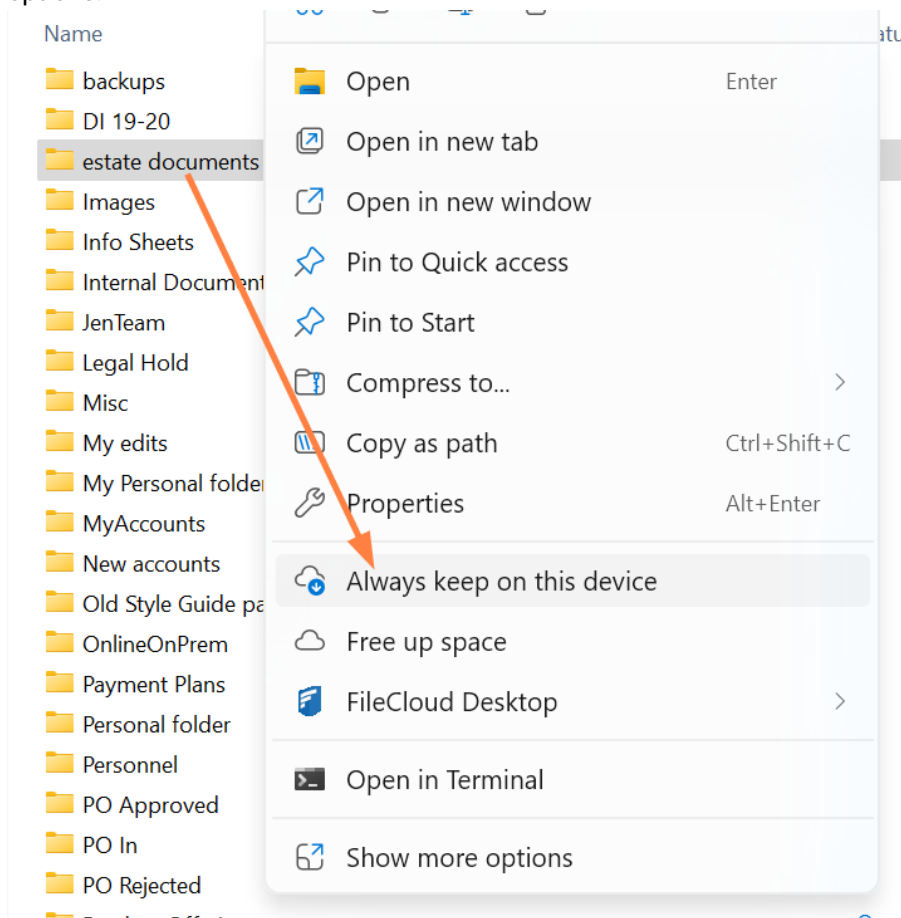 Name
backups
DI 19-20
estate documents
Images
Info Sheets
Internal Document
JenTeam
Legal Hold
Misc
My edits
My Personal folde
MyAccounts
New accounts
Old Style Guide pa
OnlineOnPrem
Payment Plans
Personal folder
Personnel
PO Approved
PO In
PO Rejected
Open Enter
Open in new tab
Open in new window
Pin to Quick access
Pin to Start
Compress to...
Copy as path Ctrl+Shift+C
Properties Alt+Enter
Always keep on this device
Free up space
FileCloud Desktop
Open in Terminal
Show more options